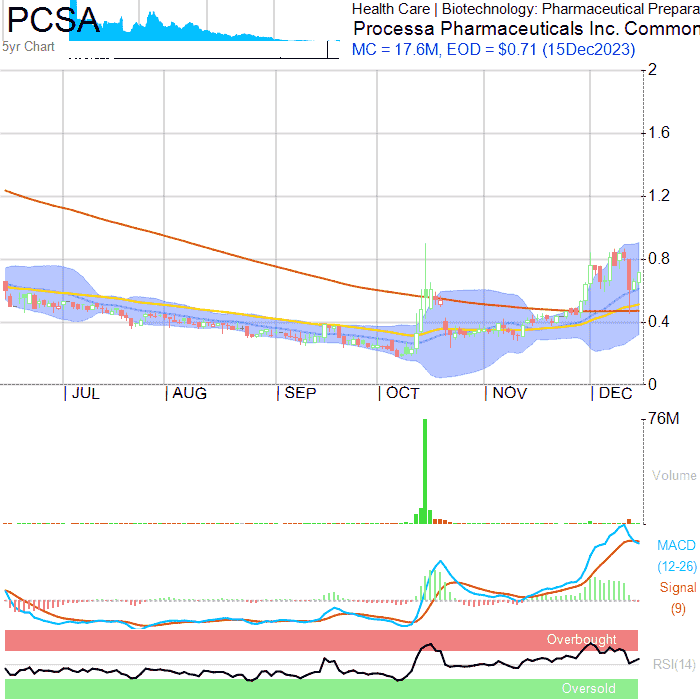 PCSA
5yr Chart
Health Care | Biotechnology: Pharmaceutical Prepara
Processa Pharmaceuticals Inc. Common
MC = 17.6M, EOD = $0.71 (15Dec2023)
2
1.6
1.2
0.8
0.4
0
| JUL | AUG | SEP | OCT | NOV | DEC
76M
Volume
MACD
(12-26)
Signal
(9)
Overbought
RSI(14)
Oversold